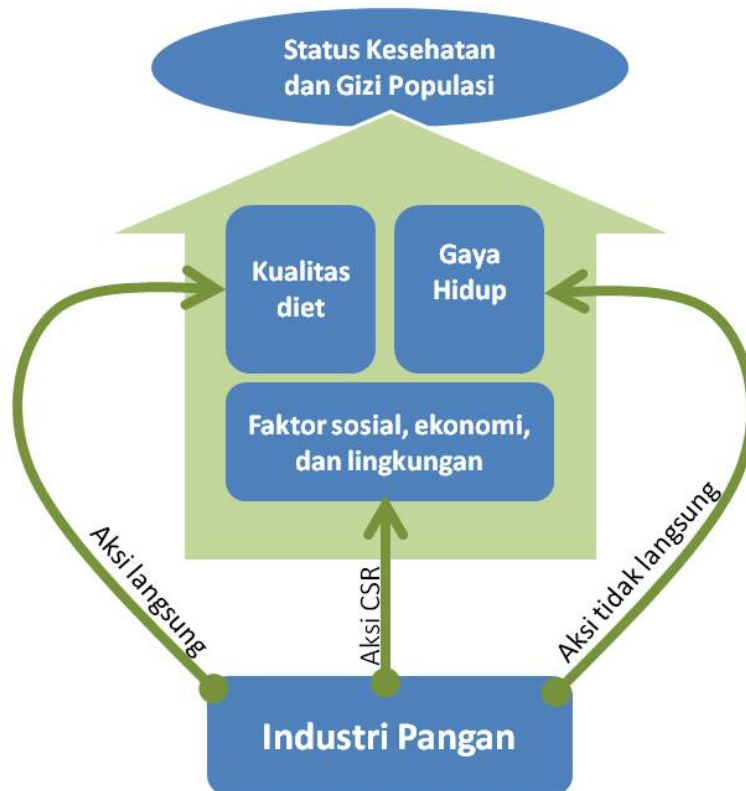 Status Kesehatan
dan Gizi Populasi
Kualitas
diet
Gaya
Hidup
Faktor sosial, ekonomi,
dan lingkungan
Aksi langsung
Aksi CSR
Aksi tidak langsung
Industri Pangan